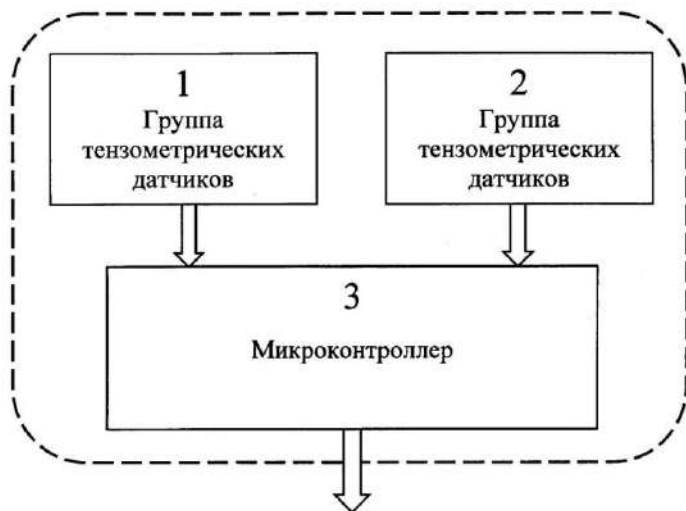 1
Группа
тензометрических
датчиков
2
Группа
тензометрических
датчиков
3
Микроконтроллер